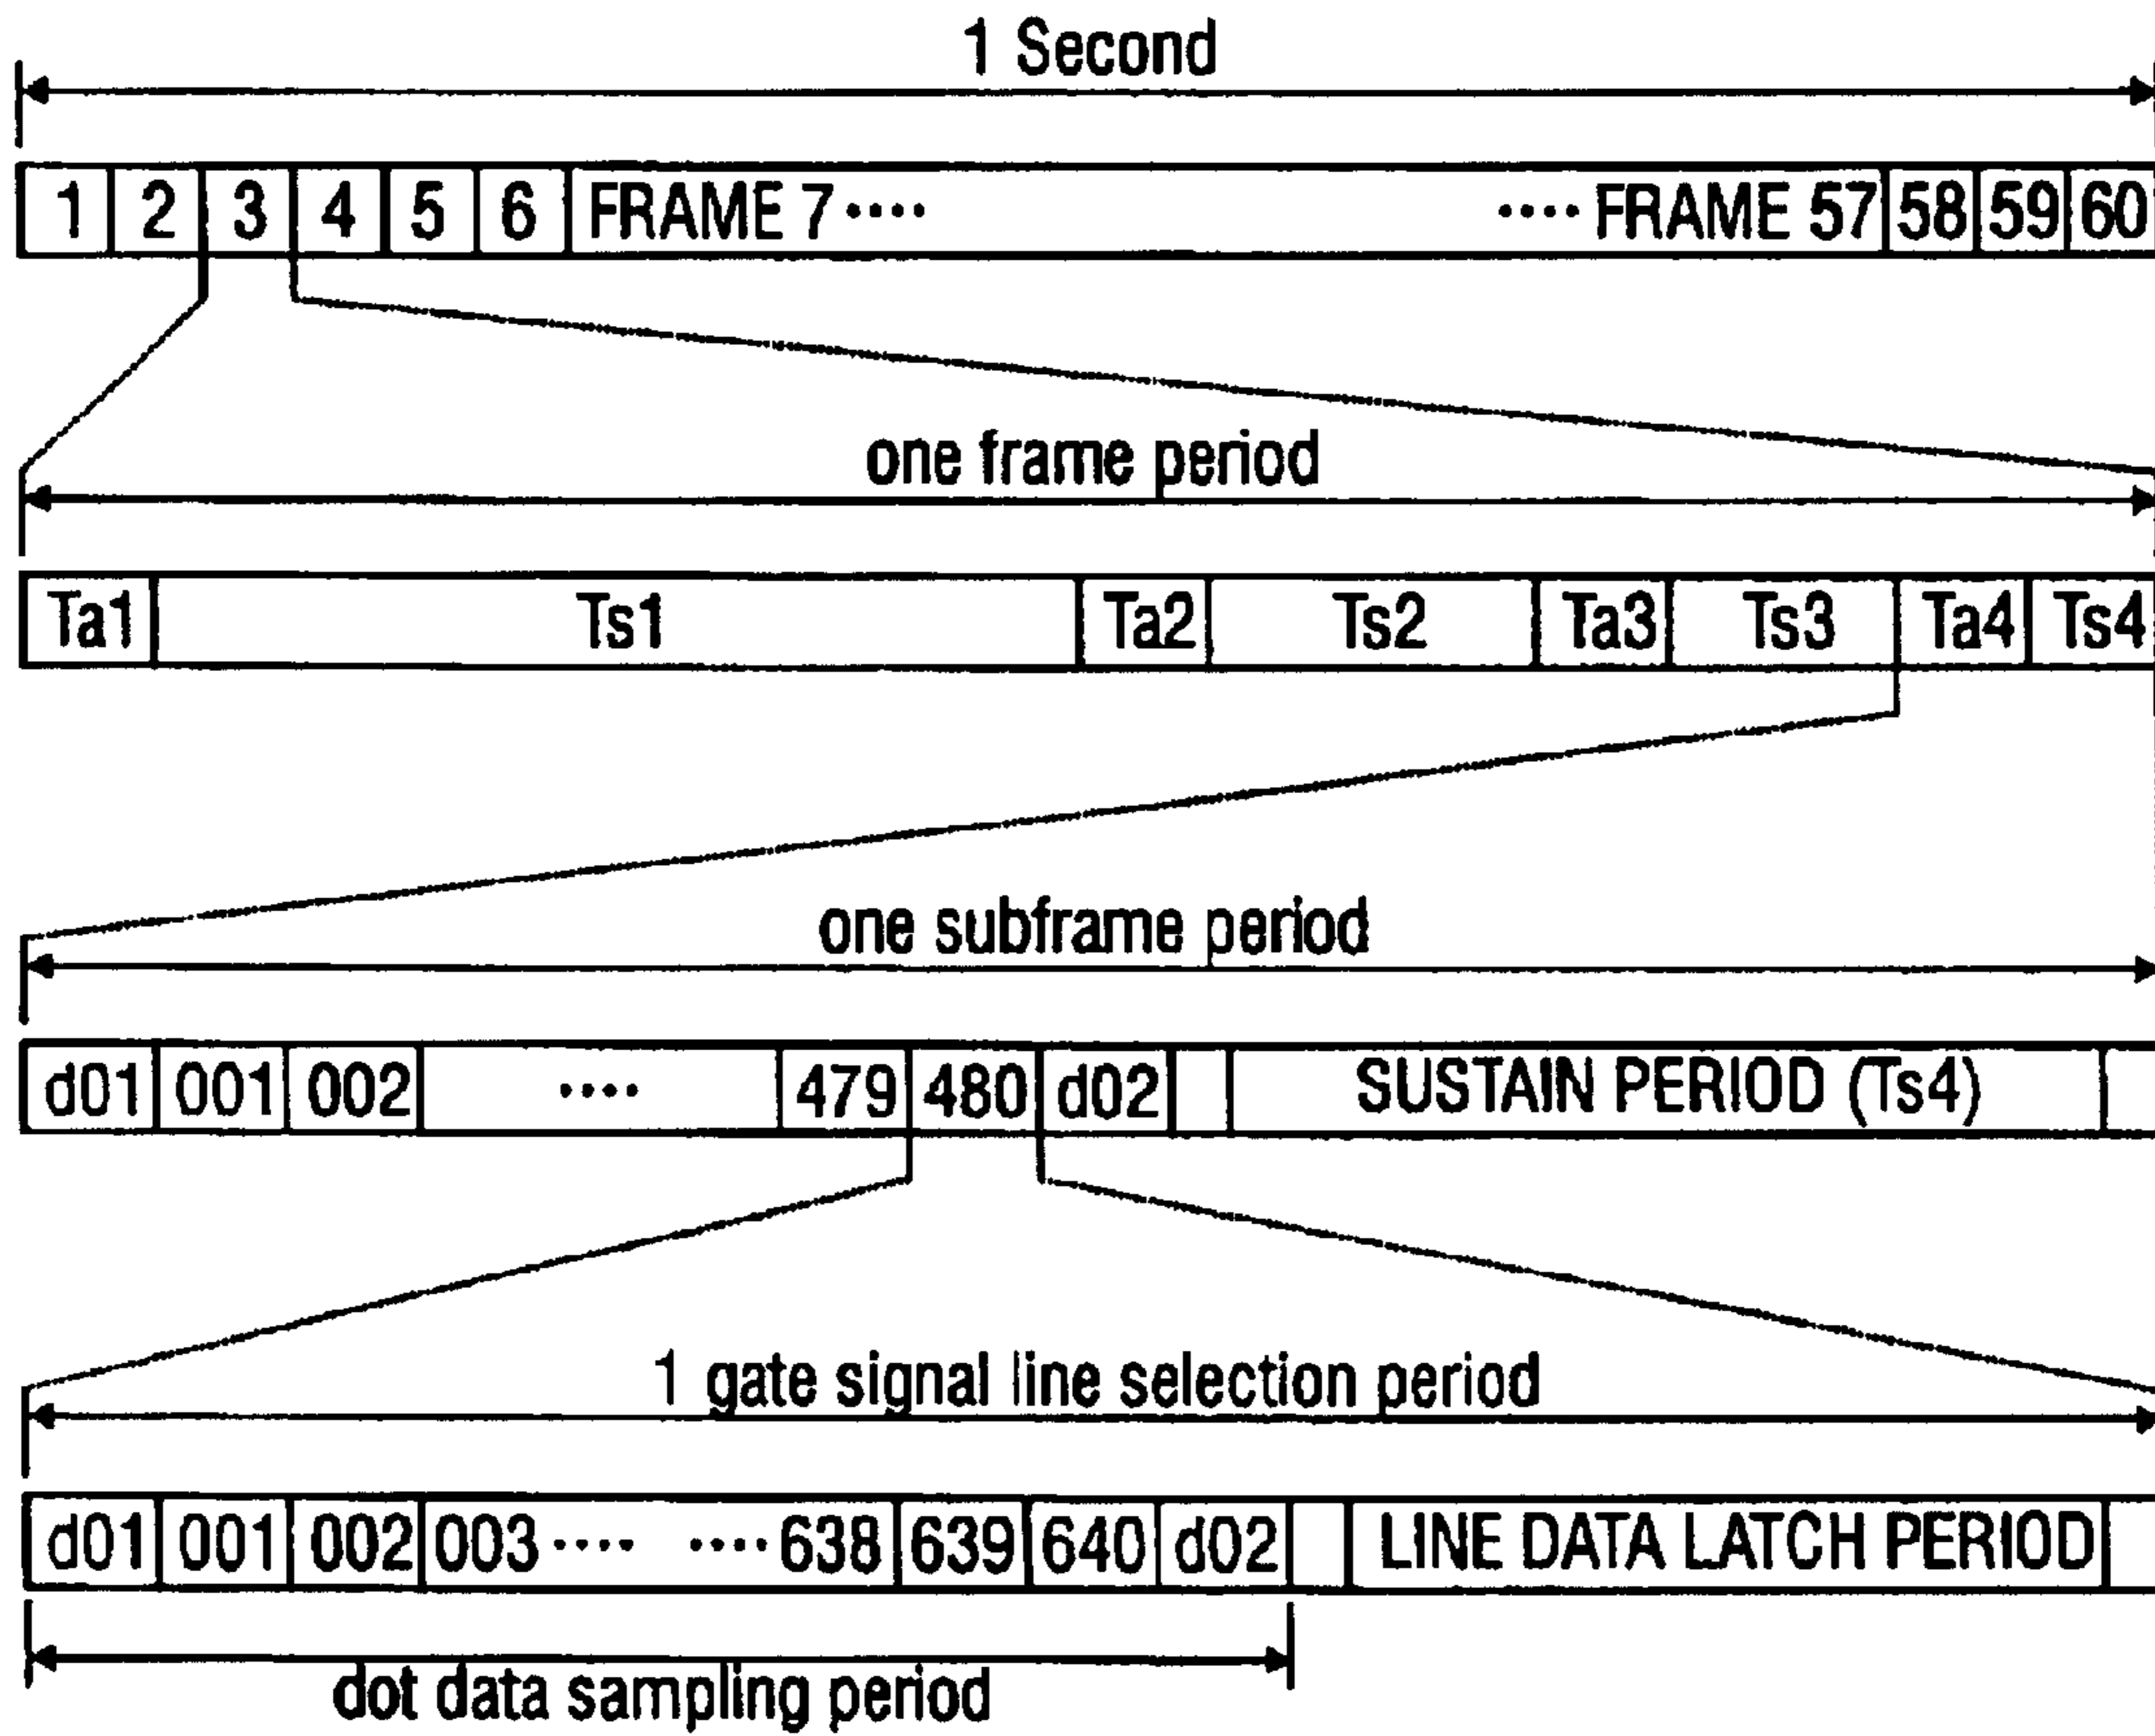 1 Second
1 2 3 4 5 6 FRAME 7 ···· ···· FRAME 57 58 59 60
one frame period
Ta1 Ts1 Ta2 Ts2 Ta3 Ts3 Ta4 Ts4
one subframe period
d01 001 002 ···· 479 480 d02 SUSTAIN PERIOD (Ts4)
1 gate signal line selection period
d01 001 002 003 ···· ···· 638 639 640 d02 LINE DATA LATCH PERIOD
dot data sampling period